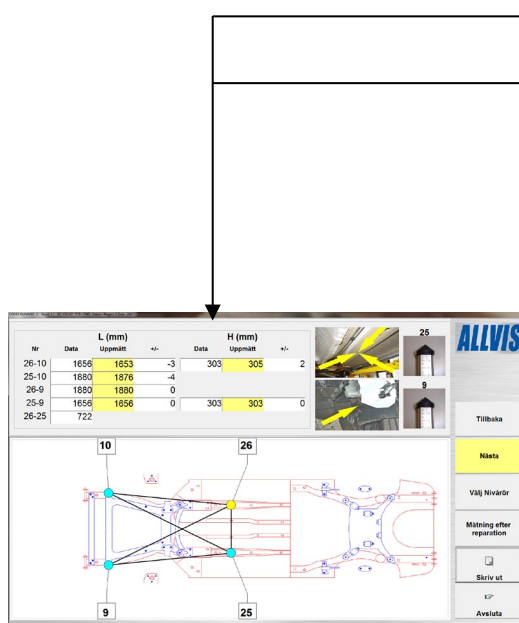 L (mm) H (mm)
Nr Data Uppmätt +/- Data Uppmätt +/-
26-10 1656 1653 -3 303 305 2
25-10 1880 1876 -4
26-9 1880 1880 0
25-9 1656 1656 0 303 303 0
26-25 722
25
9
ALLVIS
Tillbaka
Nästa
Välj Nivårör
Mätning efter
reparation
Skriv ut
Avsluta
10 26
9 25